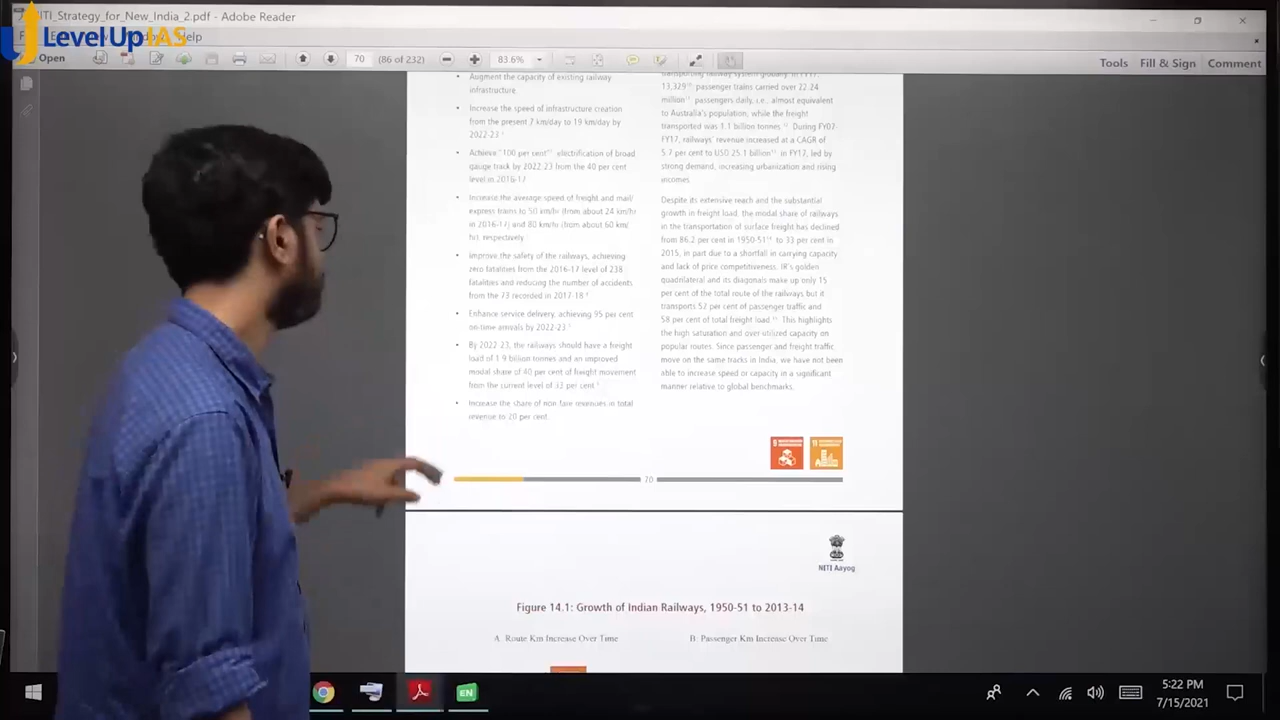 NITI_Strategy_for_New_India_2.pdf - Adobe Reader
LevelUp IAS
Help
Open
70
(86 of 232)
83.6%
Tools
Fill & Sign
Comment
• Augment the capacity of existing railway
infrastructure.
• Increase the speed of infrastructure creation
from the present 7 km/day to 19 km/day by
2022-23
• Achieve "100 per cent" electrification of broad
gauge track by 2022-23 from the 40 per cent
level in 2016-17
• Increase the average speed of freight and mail/
express trains to 50 km/hr (from about 24 km/hr
in 2016-17) and 80 km/hr (from about 60 km/
hr), respectively.
• Improve the safety of the railways, achieving
zero fatalities from the 2016-17 level of 238
fatalities and reducing the number of accidents
from the 73 recorded in 2017-18.
• Enhance service delivery, achieving 95 per cent
on-time arrivals by 2022-23
• By 2022-23, the railways should have a freight
load of 1.9 billion tonnes and an improved
modal share of 40 per cent of freight movement
from the current level of 33 per cent
• Increase the share of non fare revenues in total
revenue to 20 per cent.
transporting railway system globally. In FY17,
13,329 passenger trains carried over 22.24
million passengers daily, i.e., almost equivalent
to Australia's population, while the freight
transported was 1.1 billion tonnes. During FY07-
FY17, railways' revenue increased at a CAGR of
5.7 per cent to USD 25.1 billion in FY17, led by
strong demand, increasing urbanization and rising
incomes.
Despite its extensive reach and the substantial
growth in freight load, the modal share of railways
in the transportation of surface freight has declined
from 86.2 per cent in 1950-51 to 33 per cent in
2015, in part due to a shortfall in carrying capacity
and lack of price competitiveness. IR's golden
quadrilateral and its diagonals make up only 15
per cent of the total route of the railways but it
transports 52 per cent of passenger traffic and
58 per cent of total freight load. This highlights
the high saturation and over-utilized capacity on
popular routes. Since passenger and freight traffic
move on the same tracks in India, we have not been
able to increase speed or capacity in a significant
manner relative to global benchmarks.
9
11
70
NITI Aayog
Figure 14.1: Growth of Indian Railways, 1950-51 to 2013-14
A: Route Km Increase Over Time
B: Passenger Km Increase Over Time
EN
5:22 PM
7/15/2021